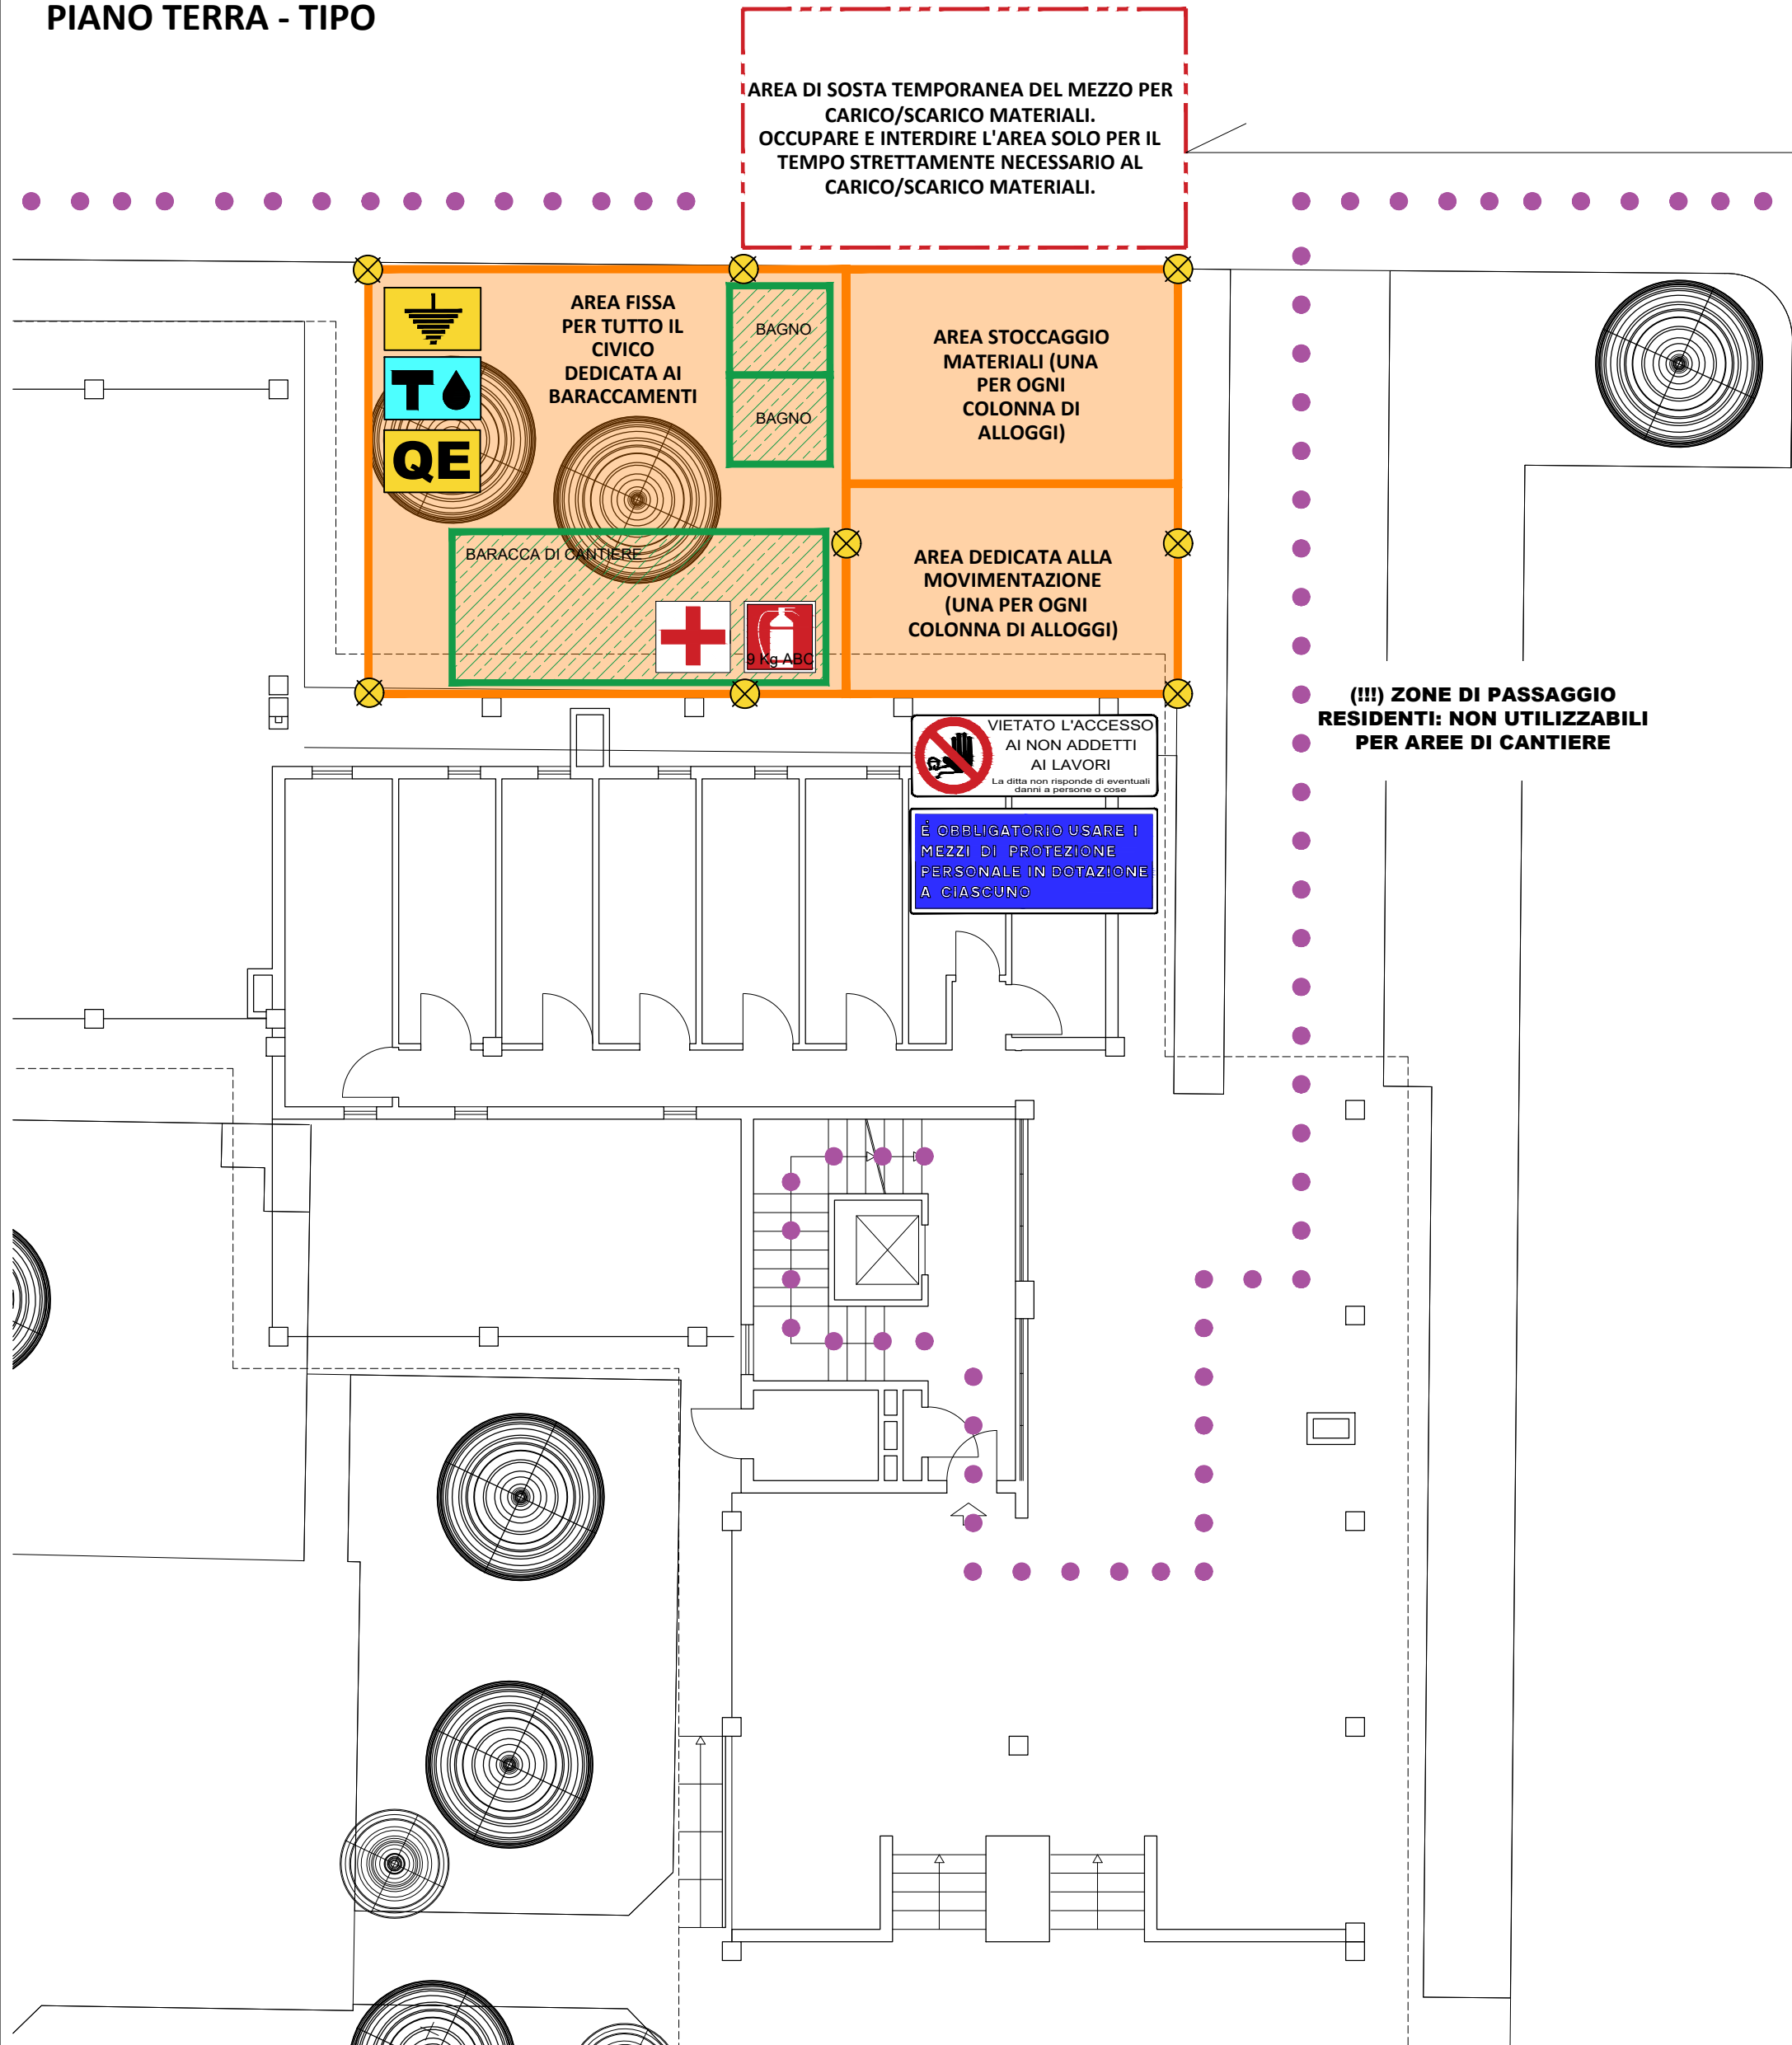 PIANO TERRA - TIPO
AREA DI SOSTA TEMPORANEA DEL MEZZO PER
CARICO/SCARICO MATERIALI.
OCCUPARE E INTERDIRE L'AREA SOLO PER IL
TEMPO STRETTAMENTE NECESSARIO AL
CARICO/SCARICO MATERIALI.
AREA FISSA
PER TUTTO IL
CIVICO
DEDICATA AI
BARACCAMENTI
T
QE
BAGNO
BAGNO
AREA STOCCAGGIO
MATERIALI (UNA
PER OGNI
COLONNA DI
ALLOGGI)
BARACCA DI CANTIERE
9 Kg ABC
AREA DEDICATA ALLA
MOVIMENTAZIONE
(UNA PER OGNI
COLONNA DI ALLOGGI)
(!!!) ZONE DI PASSAGGIO
RESIDENTI: NON UTILIZZABILI
PER AREE DI CANTIERE
VIETATO L'ACCESSO
AI NON ADDETTI
AI LAVORI
La ditta non risponde di eventuali
danni a persone o cose
É OBBLIGATORIO USARE I
MEZZI DI PROTEZIONE
PERSONALE IN DOTAZIONE
A CIASCUNO